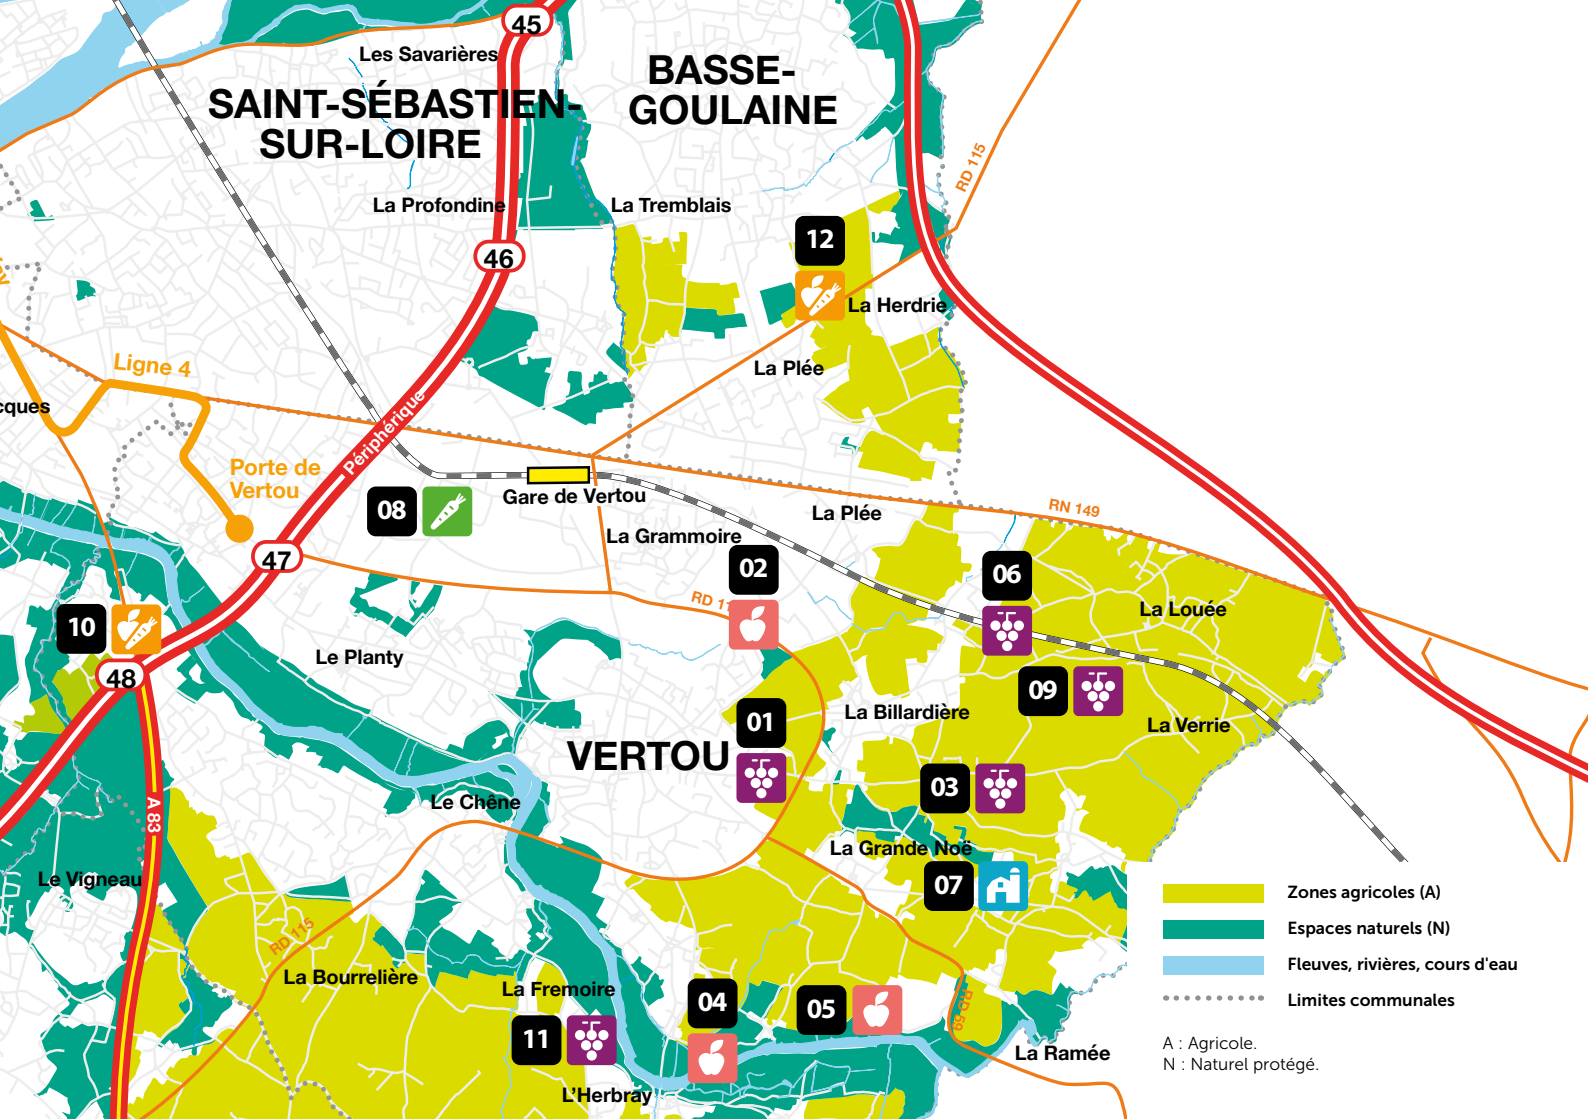 45
Les Savarières
BASSE-
GOULAINE
SAINT-SÉBASTIEN-
SUR-LOIRE
RD 115
La Profondine
La Tremblais
12
46
La Herdrie
Ligne 4
La Plée
cques
Périphérique
Porte de
Vertou
Gare de Vertou
08
La Plée
RN 149
La Grammoire
47
02
06
RD 11
La Louée
10
Le Planty
48
09
La Billardière
01
La Verrie
VERTOU
03
A 83
Le Chêne
La Grande Noë
Le Vigneau
07
Zones agricoles (A)
Espaces naturels (N)
RD 115
Fleuves, rivières, cours d'eau
La Bourrelière
La Fremoire
Limites communales
04
05
RD 59
11
A : Agricole.
La Ramée
N : Naturel protégé.
L'Herbray